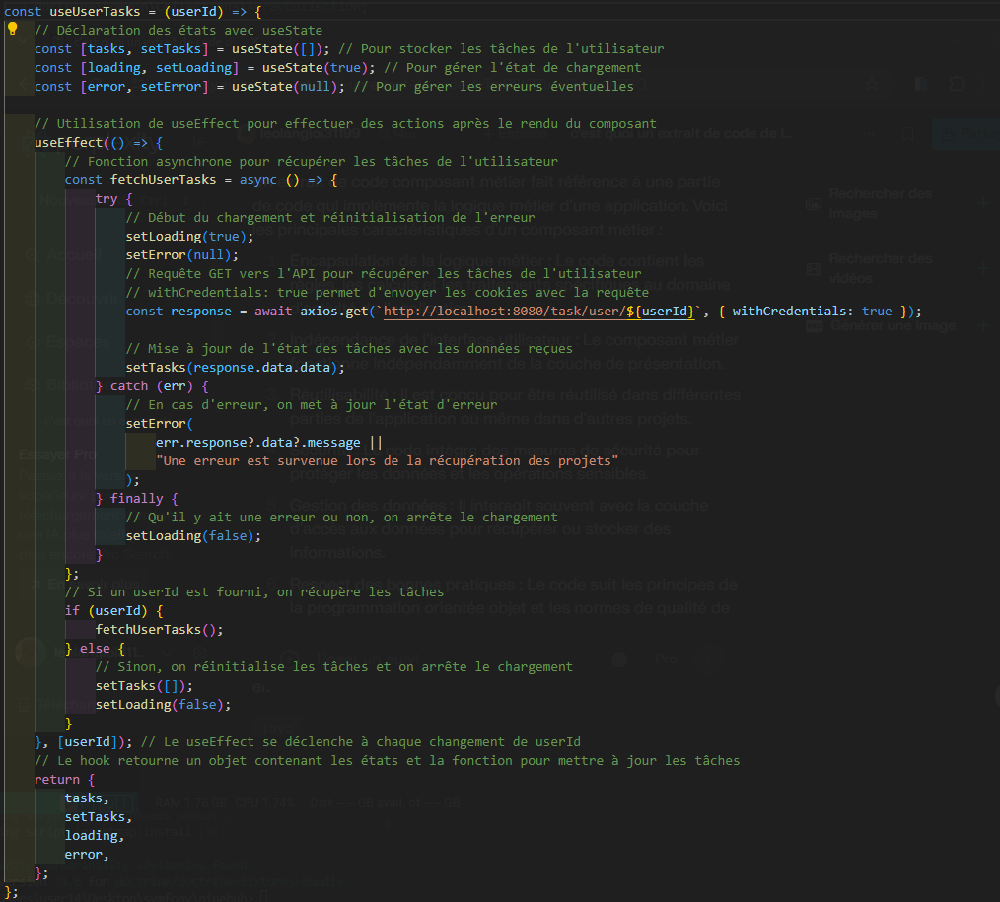 const useUserTasks = (userId) => {
// Déclaration des états avec useState
const [tasks, setTasks] = useState([]); // Pour stocker les tâches de l'utilisateur
const [loading, setLoading] = useState(true); // Pour gérer l'état de chargement
const [error, setError] = useState(null); // Pour gérer les erreurs éventuelles
// Utilisation de useEffect pour effectuer des actions après le rendu du composant
useEffect(() => {
// Fonction asynchrone pour récupérer les tâches de l'utilisateur
const fetchUserTasks = async () => {
try {
// Début du chargement et réinitialisation de l'erreur
setLoading(true);
setError(null);
// Requête GET vers l'API pour récupérer les tâches de l'utilisateur
// withCredentials: true permet d'envoyer les cookies avec la requête
const response = await axios.get(`http://localhost:8080/task/user/${userId}`, { withCredentials: true });
// Mise à jour de l'état des tâches avec les données reçues
setTasks(response.data.data);
} catch (err) {
// En cas d'erreur, on met à jour l'état d'erreur
setError(
err.response?.data?.message ||
"Une erreur est survenue lors de la récupération des projets"
);
} finally {
// Qu'il y ait une erreur ou non, on arrête le chargement
setLoading(false);
}
};
// Si un userId est fourni, on récupère les tâches
if (userId) {
fetchUserTasks();
} else {
// Sinon, on réinitialise les tâches et on arrête le chargement
setTasks([]);
setLoading(false);
}
}, [userId]); // Le useEffect se déclenche à chaque changement de userId
// Le hook retourne un objet contenant les états et la fonction pour mettre à jour les tâches
return {
tasks,
setTasks,
loading,
error,
};
};